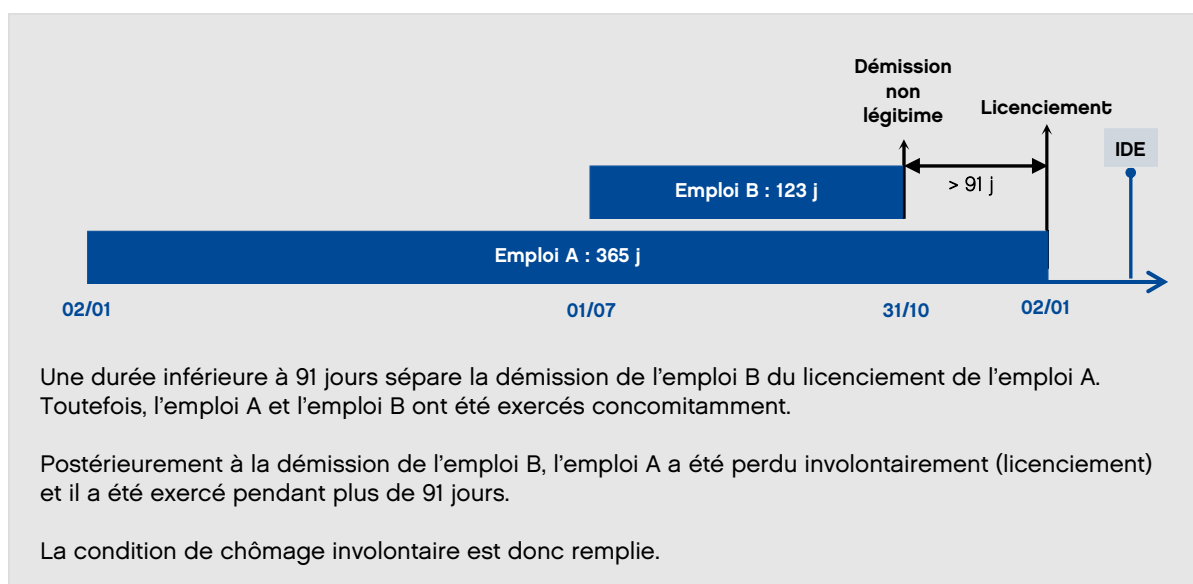 Démission
non
légitime
Licenciement
IDE
> 91 j
Emploi B : 123 j
Emploi A : 365 j
02/01
01/07
31/10
02/01
Une durée inférieure à 91 jours sépare la démission de l’emploi B du licenciement de l’emploi A.
Toutefois, l’emploi A et l’emploi B ont été exercés concomitamment.
Postérieurement à la démission de l’emploi B, l’emploi A a été perdu involontairement (licenciement)
et il a été exercé pendant plus de 91 jours.
La condition de chômage involontaire est donc remplie.